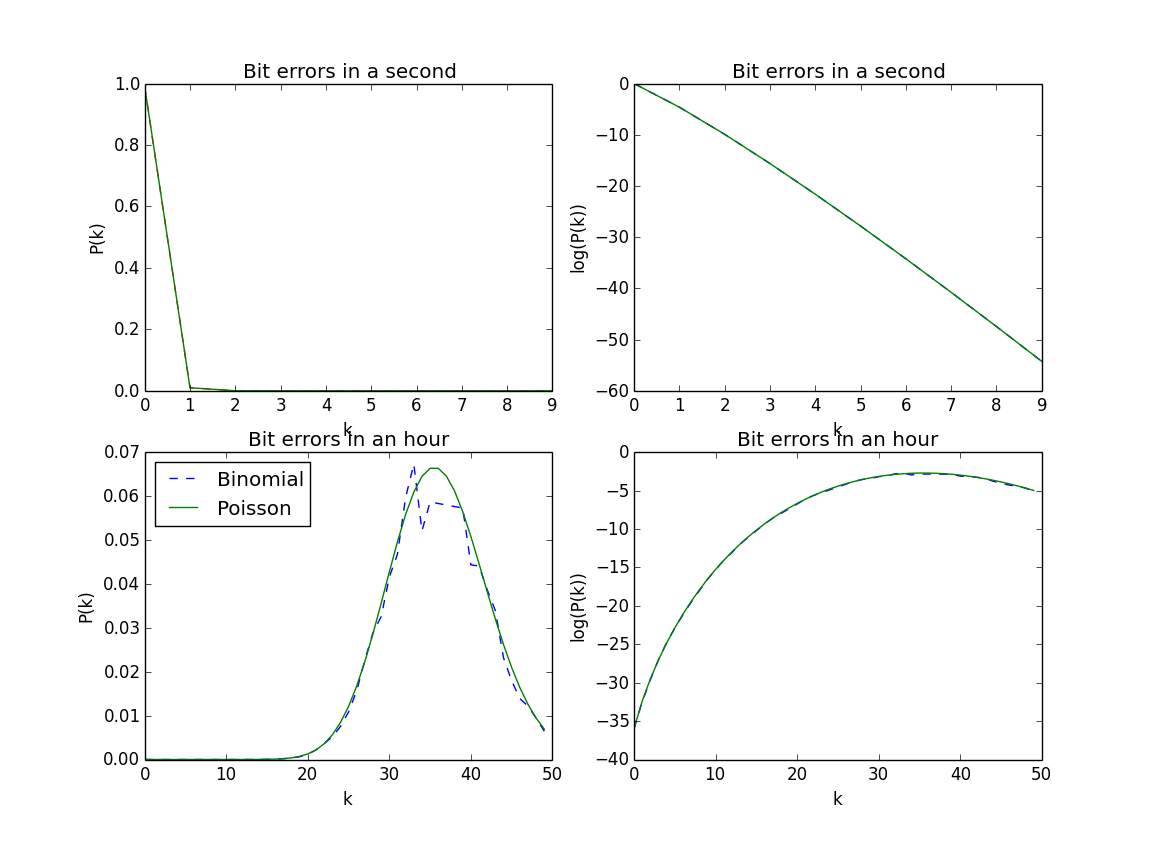 Bit errors in a second
1.0
0.8
0.6
0.4
0.2
0.0
P(k)
0 1 2 3 4 5 6 7 8 9
k
Bit errors in a second
0
−10
−20
−30
−40
−50
−60
log(P(k))
0 1 2 3 4 5 6 7 8 9
k
Bit errors in an hour
0.07
0.06
0.05
0.04
0.03
0.02
0.01
0.00
P(k)
Binomial
Poisson
0 10 20 30 40 50
k
Bit errors in an hour
0
−5
−10
−15
−20
−25
−30
−35
−40
log(P(k))
0 10 20 30 40 50
k